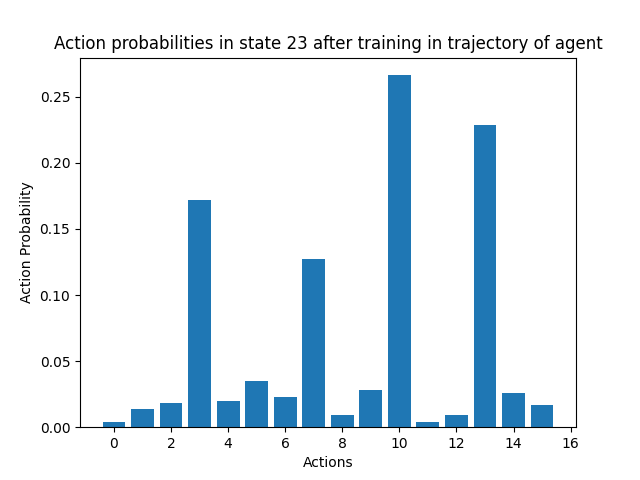 Action probabilities in state 23 after training in trajectory of agent
0.25
0.20
0.15
0.10
0.05
0.00
Action Probability
0 2 4 6 8 10 12 14 16
Actions